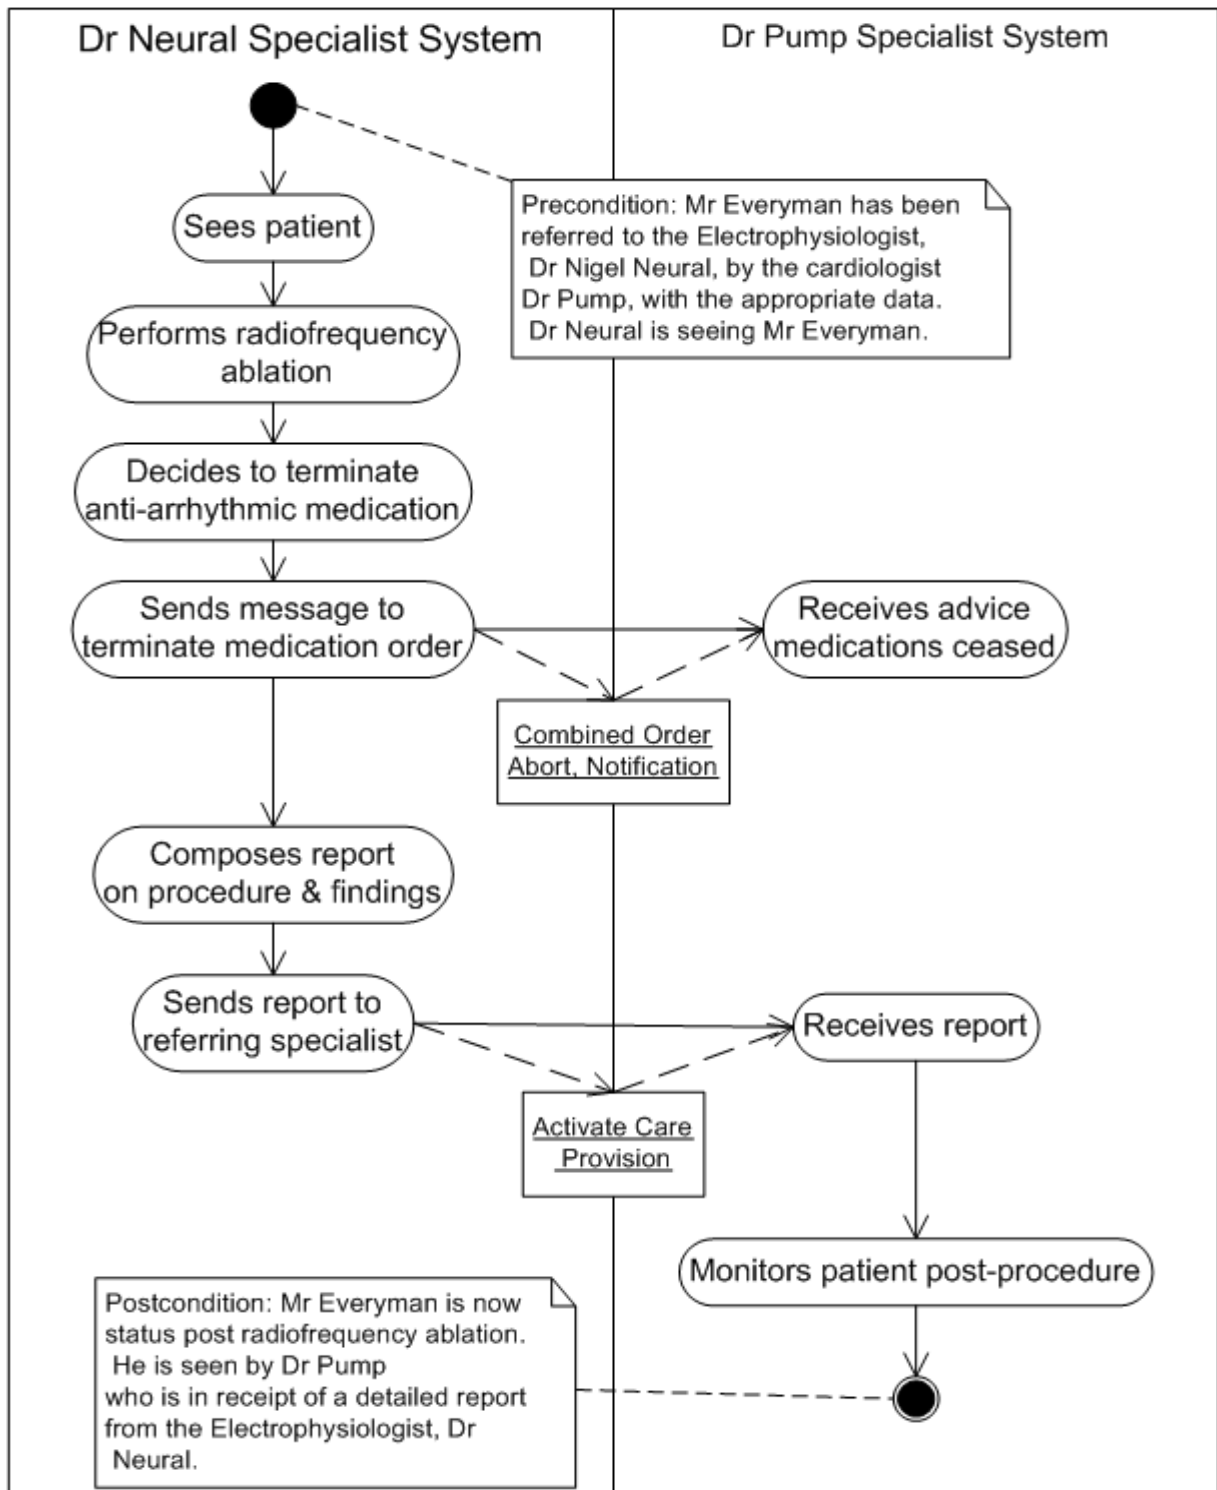 Dr Neural Specialist System
Dr Pump Specialist System
Precondition: Mr Everyman has been
referred to the Electrophysiologist,
Dr Nigel Neural, by the cardiologist
Dr Pump, with the appropriate data.
Dr Neural is seeing Mr Everyman.
Sees patient
Performs radiofrequency
ablation
Decides to terminate
anti-arrhythmic medication
Sends message to
terminate medication order
Receives advice
medications ceased
Combined Order
Abort, Notification
Composes report
on procedure & findings
Sends report to
referring specialist
Receives report
Activate Care
Provision
Monitors patient post-procedure
Postcondition: Mr Everyman is now
status post radiofrequency ablation.
He is seen by Dr Pump
who is in receipt of a detailed report
from the Electrophysiologist, Dr
Neural.